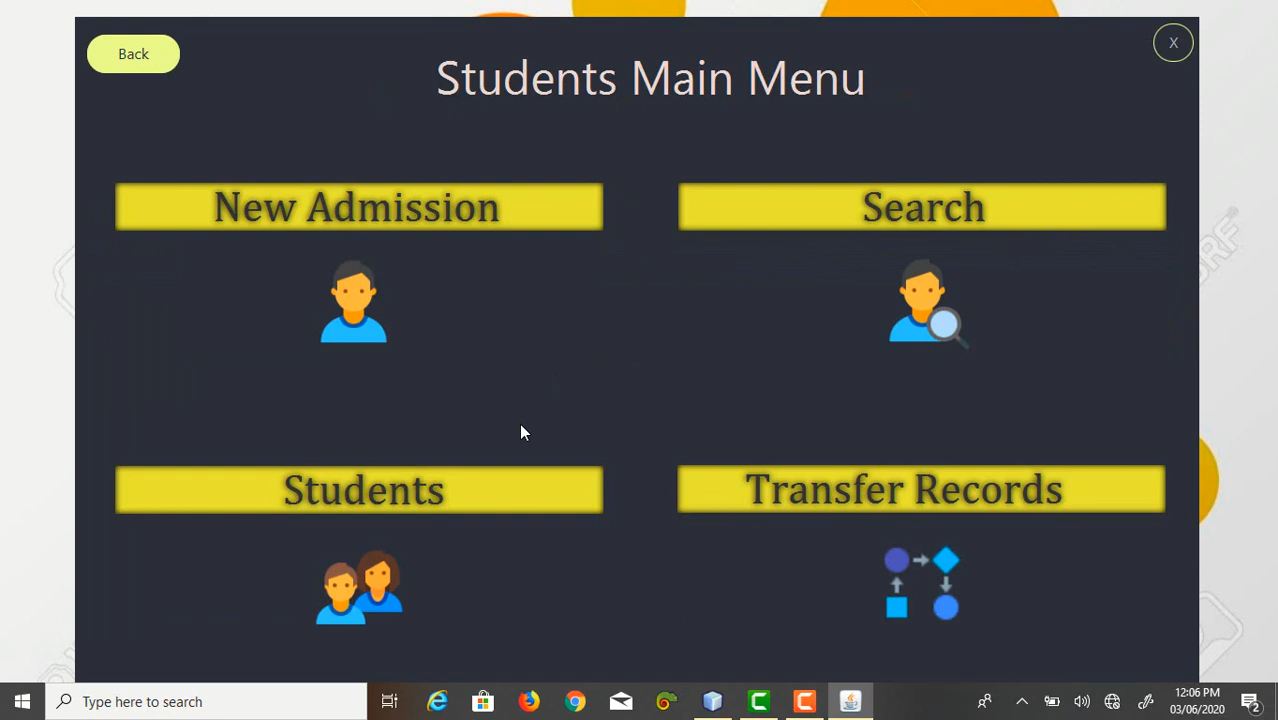 Back
X
Students Main Menu
New Admission
Search
Students
Transfer Records
Type here to search
12:06 PM
03/06/2020
2